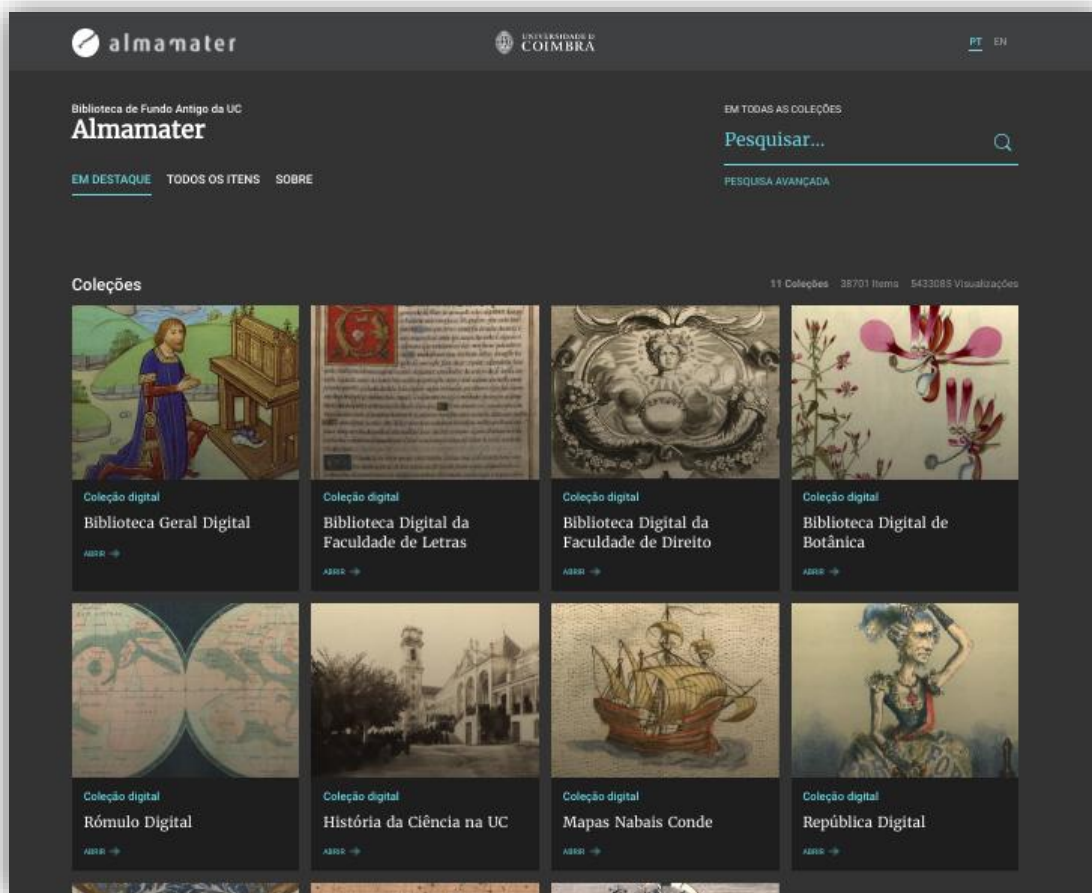 almamater
UNIVERSIDADE D
COIMBRA
PT EN
Biblioteca de Fundo Antigo da UC
Almamater
EM DESTAQUE TODOS OS ITENS SOBRE
EM TODAS AS COLEÇÕES
Pesquisar...
PESQUISA AVANÇADA
Coleções
11 Coleções 38701 Items 5433085 Visualizações
Coleção digital
Biblioteca Geral Digital
ABRIR
Coleção digital
Biblioteca Digital da
Faculdade de Letras
ABRIR
Coleção digital
Biblioteca Digital da
Faculdade de Direito
ABRIR
Coleção digital
Biblioteca Digital de
Botânica
ABRIR
Coleção digital
Rómulo Digital
ABRIR
Coleção digital
História da Ciência na UC
ABRIR
Coleção digital
Mapas Nabais Conde
ABRIR
Coleção digital
República Digital
ABRIR